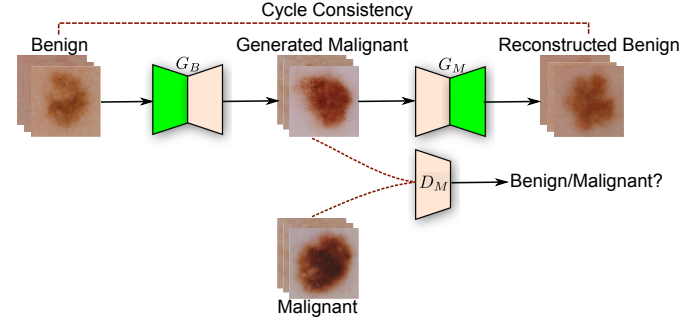 Cycle Consistency
Benign
Generated Malignant
Reconstructed Benign
G_B
G_M
D_M
Benign/Malignant?
Malignant